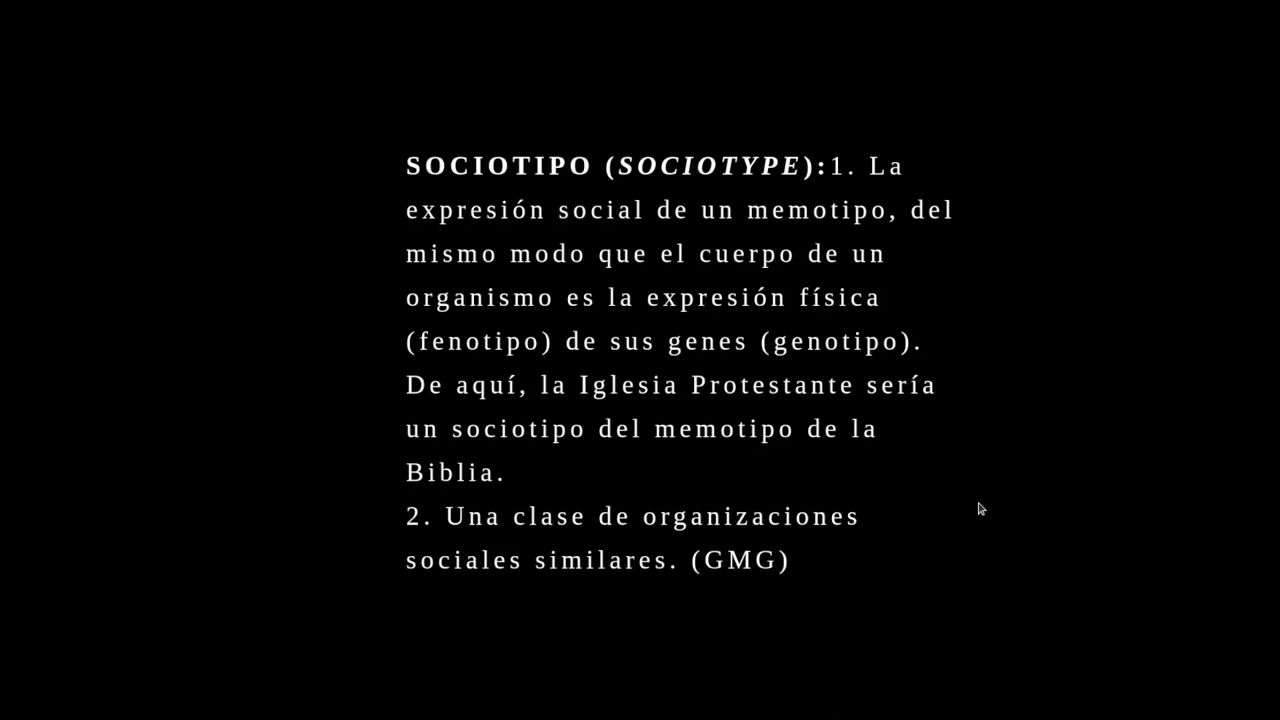 SOCIOTIPO (SOCIOTYPE):1. La
expresión social de un memotipo, del
mismo modo que el cuerpo de un
organismo es la expresión física
(fenotipo) de sus genes (genotipo).
De aquí, la Iglesia Protestante sería
un sociotipo del memotipo de la
Biblia.
2. Una clase de organizaciones
sociales similares. (GMG)